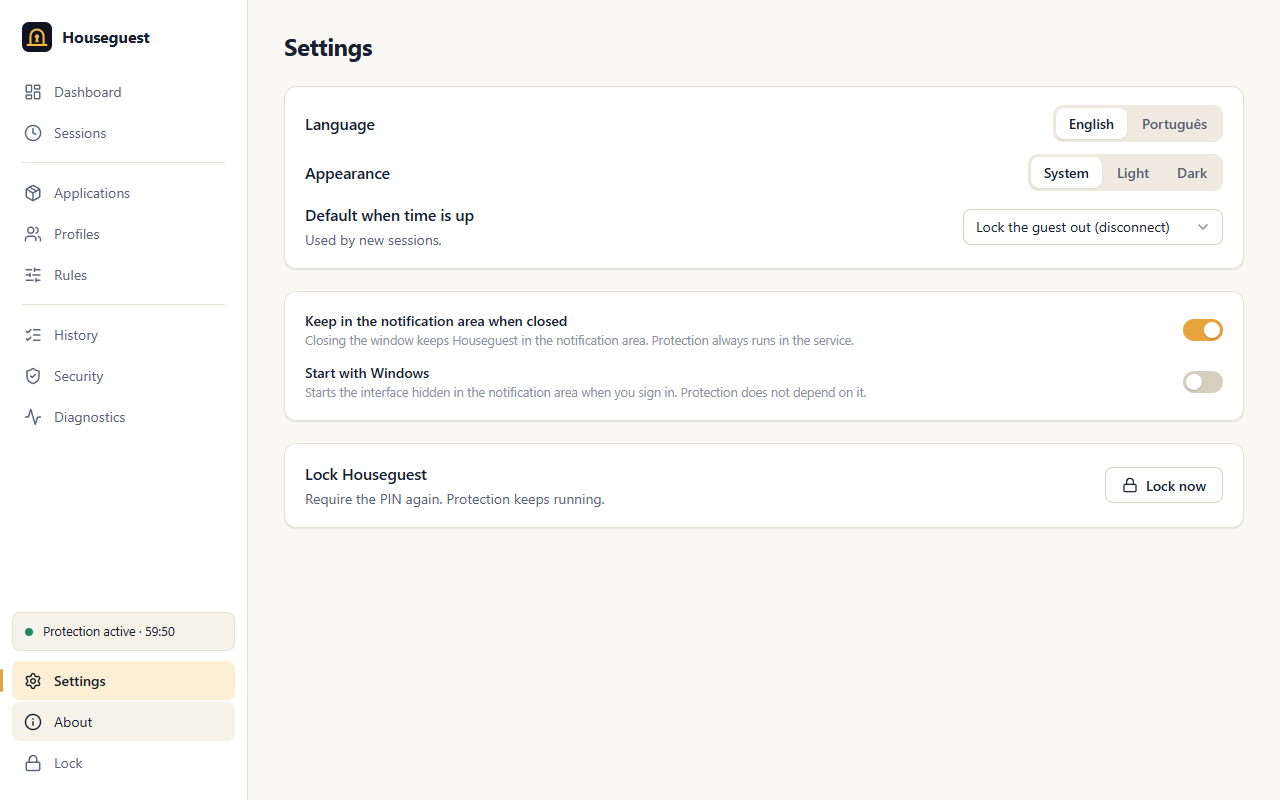 Houseguest
Dashboard
Sessions
Applications
Profiles
Rules
History
Security
Diagnostics
Protection active · 59:50
Settings
About
Lock
Settings
Language
English Português
Appearance
System Light Dark
Default when time is up
Used by new sessions.
Lock the guest out (disconnect)
Keep in the notification area when closed
Closing the window keeps Houseguest in the notification area. Protection always runs in the service.
Start with Windows
Starts the interface hidden in the notification area when you sign in. Protection does not depend on it.
Lock Houseguest
Require the PIN again. Protection keeps running.
Lock now